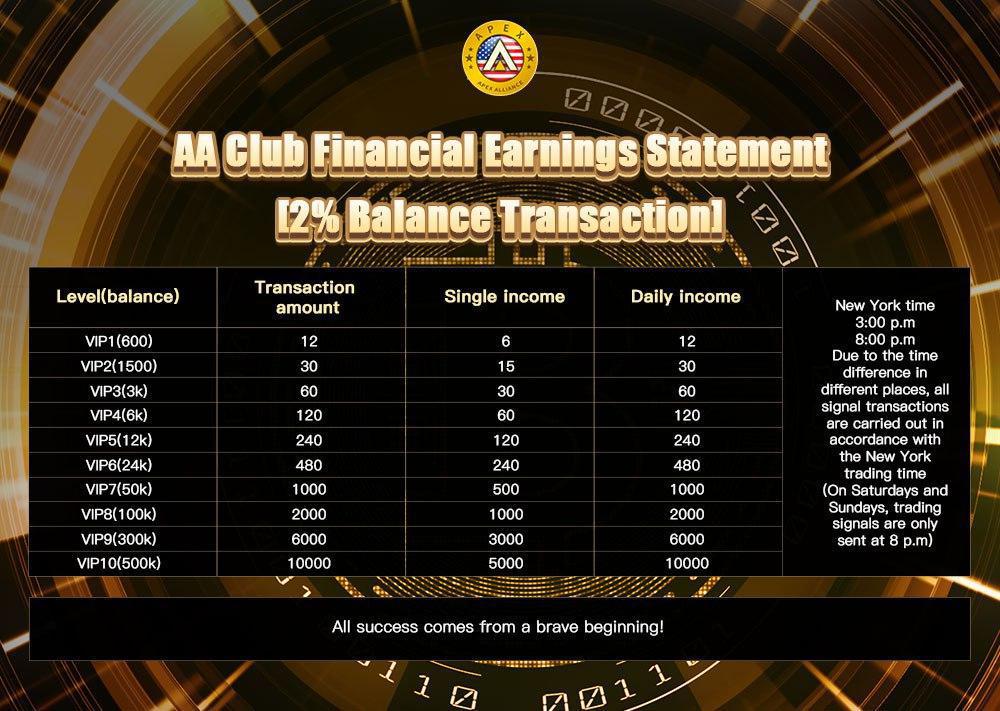 APEX
APEX ALLIANCE
AA Club Financial Earnings Statement
[2% Balance Transaction]
Level(balance) Transaction amount Single income Daily income
VIP1(600) 12 6 12
VIP2(1500) 30 15 30
VIP3(3k) 60 30 60
VIP4(6k) 120 60 120
VIP5(12k) 240 120 240
VIP6(24k) 480 240 480
VIP7(50k) 1000 500 1000
VIP8(100k) 2000 1000 2000
VIP9(300k) 6000 3000 6000
VIP10(500k) 10000 5000 10000
New York time
3:00 p.m
8:00 p.m
Due to the time
difference in
different places, all
signal transactions
are carried out in
accordance with
the New York
trading time
(On Saturdays and
Sundays, trading
signals are only
sent at 8 p.m)
All success comes from a brave beginning!